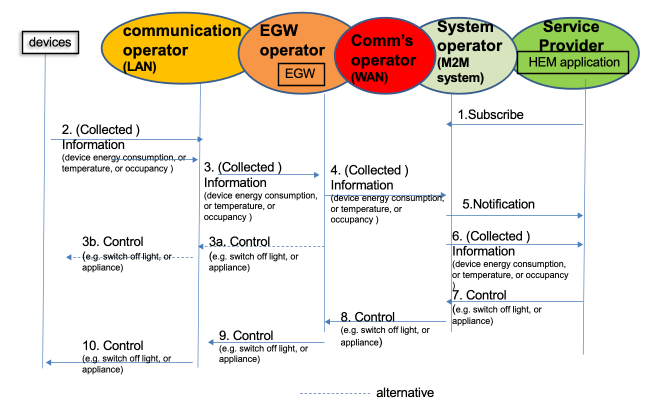 devices
communication
operator
(LAN)
EGW
operator
EGW
Comm's
operator
(WAN)
System
operator
(M2M
system)
Service
Provider
HEM application
1.Subscribe
2. (Collected )
Information
(device energy consumption, or
temperature, or occupancy )
3. (Collected )
Information
(device energy consumption,
or temperature, or
occupancy )
4. (Collected )
Information
(device energy consumption,
or temperature, or
occupancy )
5.Notification
6. (Collected )
Information
(device energy consumption,
or temperature, or occupancy
)
3b. Control
(e.g. switch off light, or
appliance)
3a. Control
(e.g. switch off light, or
appliance)
7. Control
(e.g. switch off light, or
appliance)
8. Control
(e.g. switch off light, or
appliance)
9. Control
(e.g. switch off light, or
appliance)
10. Control
(e.g. switch off light, or
appliance)
alternative